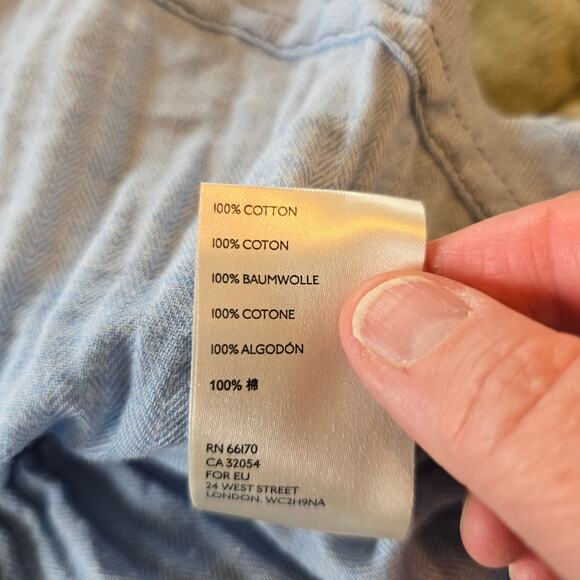 100% COTTON
100% COTON
100% BAUMWOLLE
100% COTONE
100% ALGODÓN
100% 棉
RN 66170
CA 32054
FOR EU
24 WEST STREET
LONDON. WC2H9NA